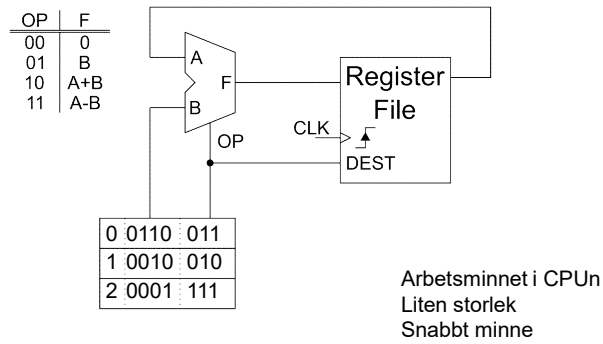 OP F
00 0
01 B
10 A+B
11 A-B
A
F
B
OP
Register
File
CLK
DEST
0 0110 011
1 0010 010
2 0001 111
Arbetsminnet i CPUn
Liten storlek
Snabbt minne